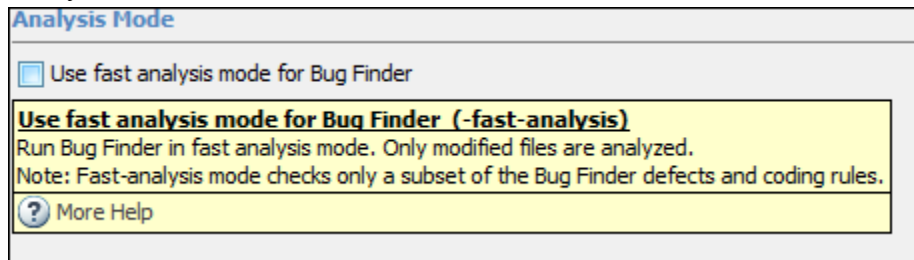 Analysis Mode
Use fast analysis mode for Bug Finder
Use fast analysis mode for Bug Finder (-fast-analysis)
Run Bug Finder in fast analysis mode. Only modified files are analyzed.
Note: Fast-analysis mode checks only a subset of the Bug Finder defects and coding rules.
? More Help